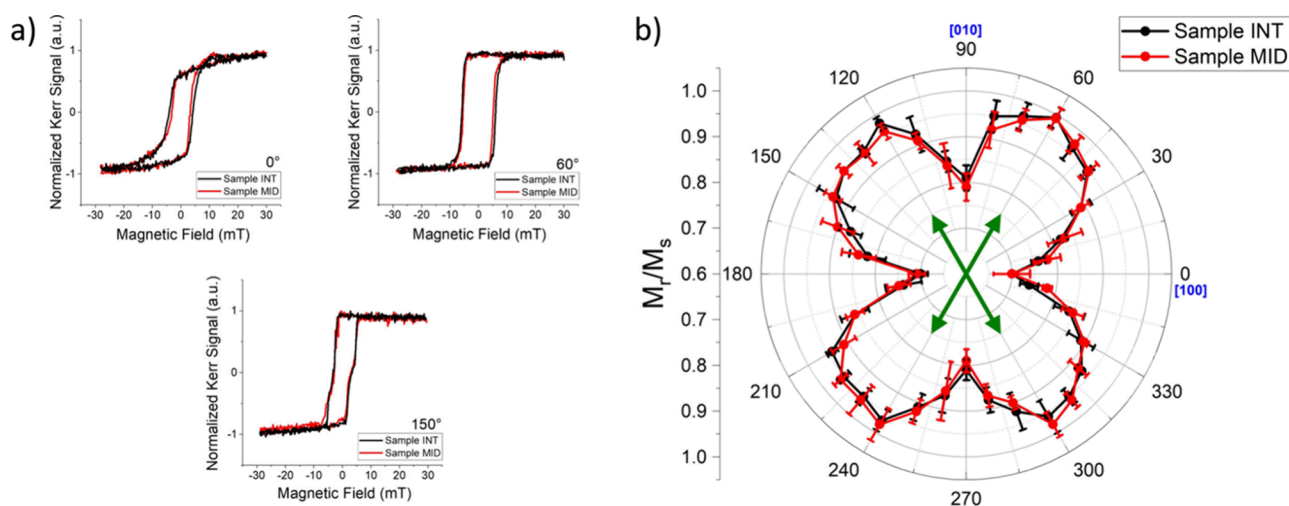 a)
Normalized Kerr Signal (a.u.)
1
0
-1
0°
Sample INT
Sample MID
-30 -20 -10 0 10 20 30
Magnetic Field (mT)
Normalized Kerr Signal (a.u.)
1
0
-1
60°
Sample INT
Sample MID
-30 -20 -10 0 10 20 30
Magnetic Field (mT)
Normalized Kerr Signal (a.u.)
1
0
-1
150°
Sample INT
Sample MID
-30 -20 -10 0 10 20 30
Magnetic Field (mT)
b)
Sample INT
Sample MID
Mr/Ms
1.0
0.9
0.8
0.7
0.6
0.7
0.8
0.9
1.0
[010]
90
60
30
0
[100]
330
300
270
240
210
180
150
120